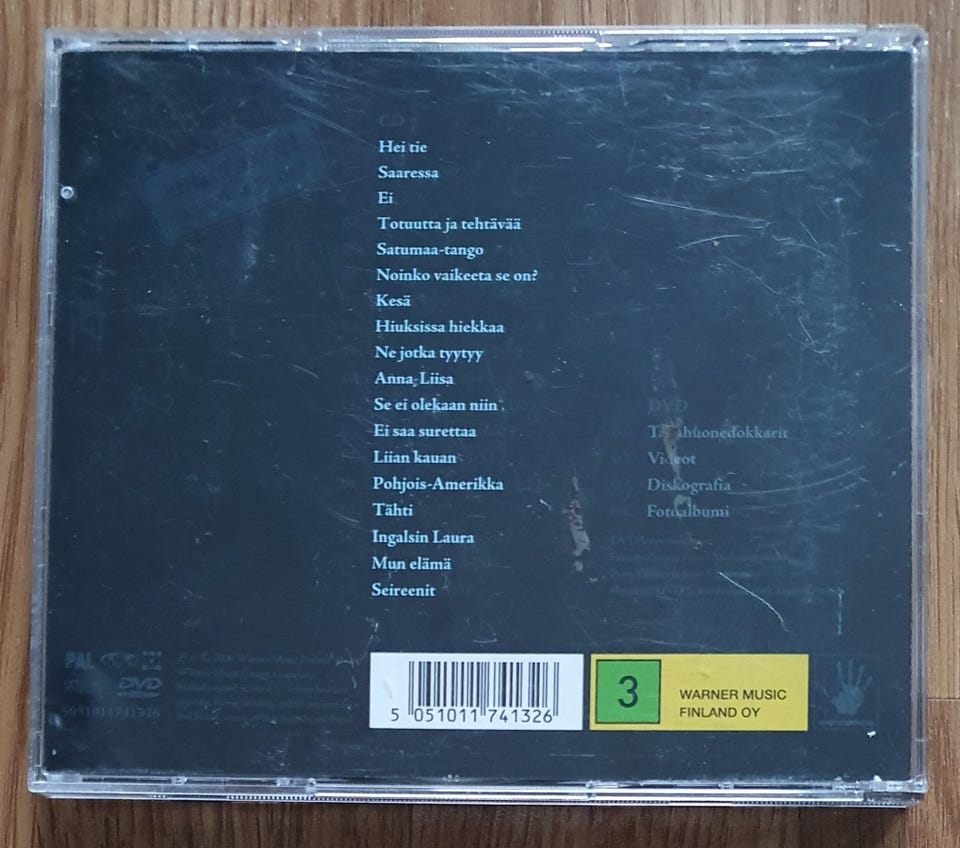 CD
Hei tie
Saaressa
Ei
Totuutta ja tehtävää
Satumaa-tango
Noinko vaikeeta se on?
Kesä
Hiuksissa hiekkaa
Ne jotka tyytyy
Anna-Liisa
Se ei olekaan niin
Ei saa surettaa
Liian kauan
Pohjois-Amerikka
Tähti
Ingalsin Laura
Mun elämä
Seireenit
DVD
Videot
Diskografia
Fotoalbumi
PAL
DVD
5051011741326
5 051011 741326
3
WARNER MUSIC
FINLAND OY